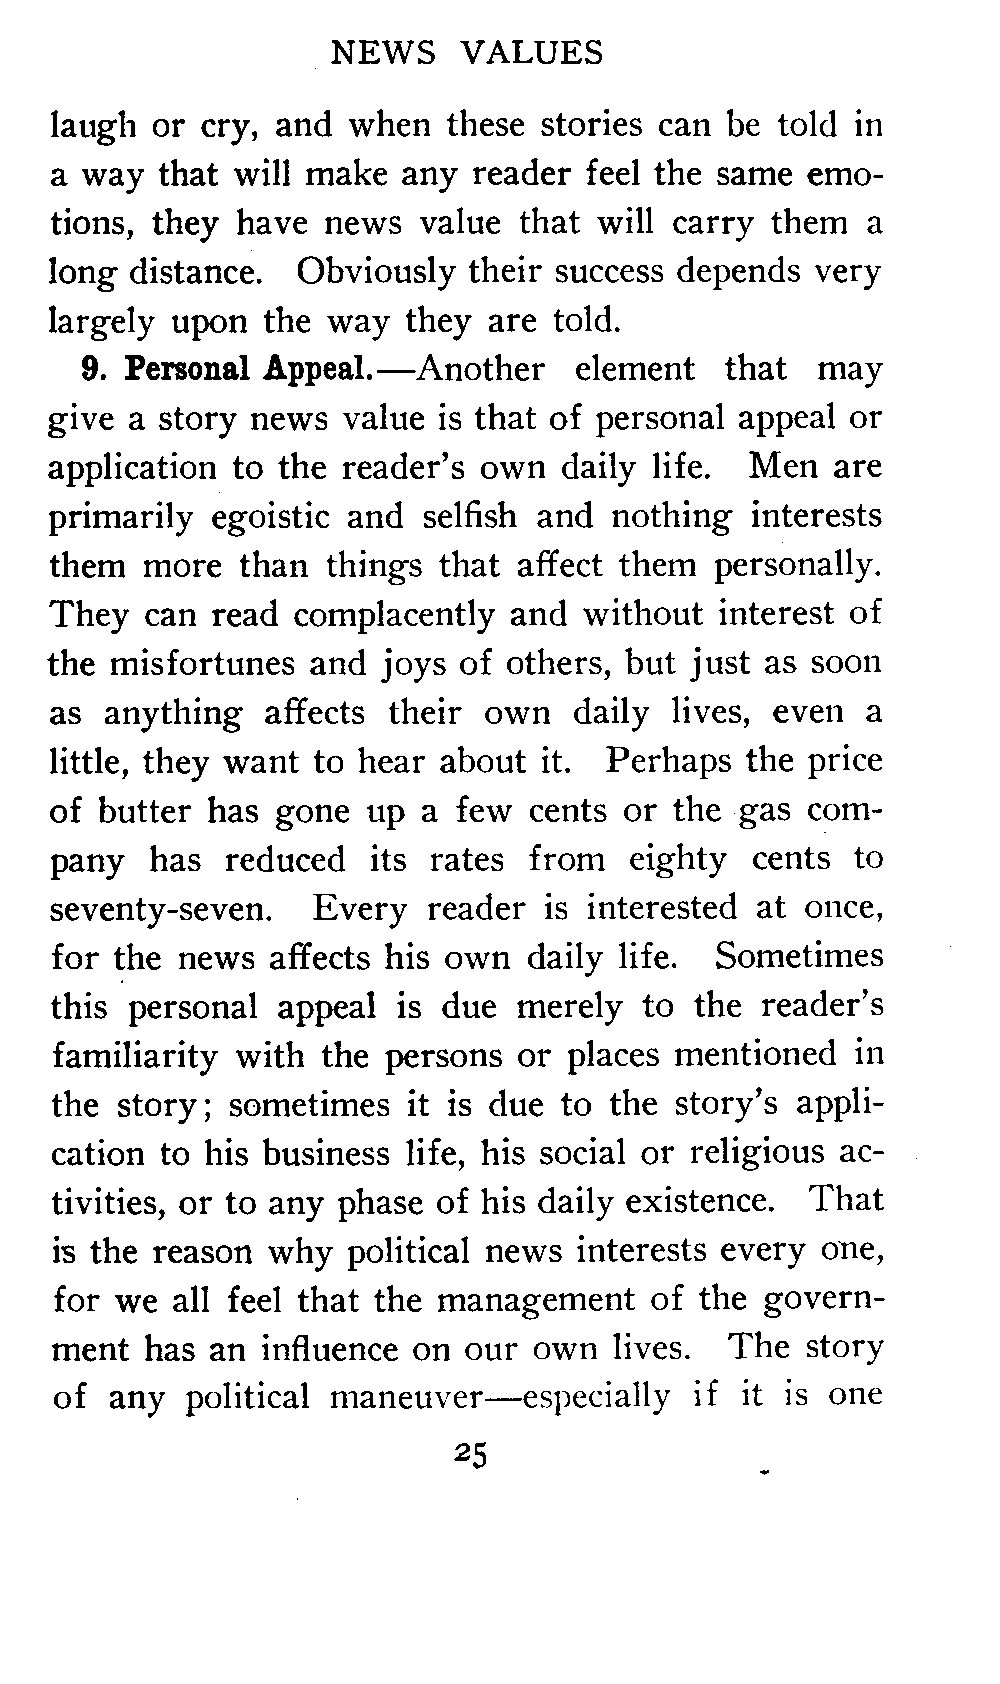 NEWS VALUES
laugh or cry, and when these stories can be told in
a way that will make any reader feel the same emo-
tions, they have news value that will carry them a
long distance. Obviously their success depends very
largely upon the way they are told.
9. Personal Appeal.—Another element that may
give a story news value is that of personal appeal or
application to the reader's own daily life. Men are
primarily egoistic and selfish and nothing interests
them more than things that affect them personally.
They can read complacently and without interest of
the misfortunes and joys of others, but just as soon
as anything affects their own daily lives, even a
little, they want to hear about it. Perhaps the price
of butter has gone up a few cents or the gas com-
pany has reduced its rates from eighty cents to
seventy-seven. Every reader is interested at once,
for the news affects his own daily life. Sometimes
this personal appeal is due merely to the reader's
familiarity with the persons or places mentioned in
the story; sometimes it is due to the story's appli-
cation to his business life, his social or religious ac-
tivities, or to any phase of his daily existence. That
is the reason why political news interests every one,
for we all feel that the management of the govern-
ment has an influence on our own lives. The story
of any political maneuver—especially if it is one
25